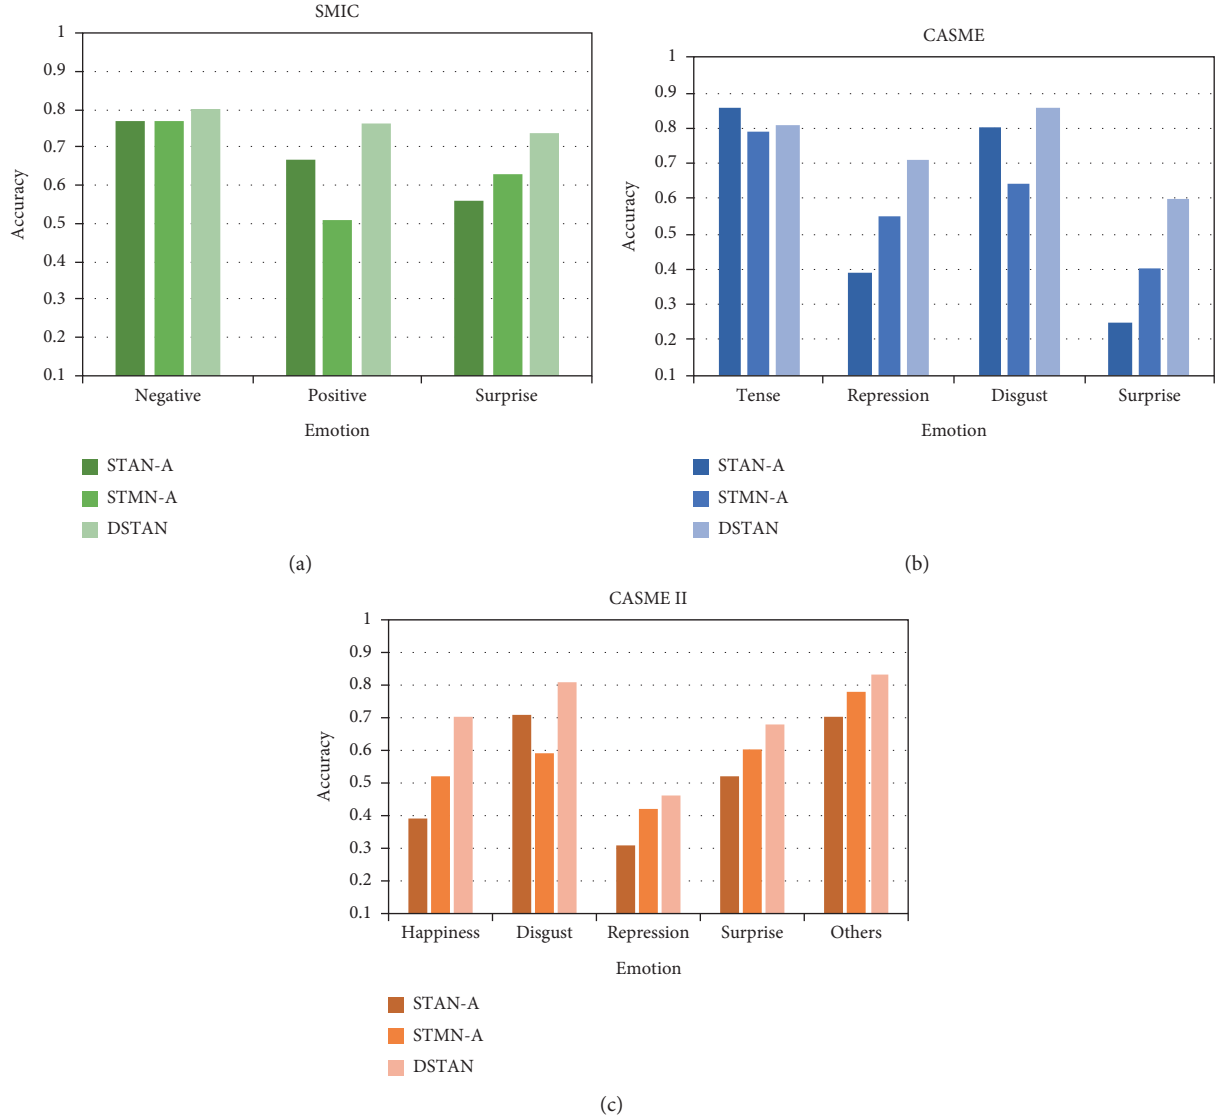 SMIC
1
0.9
0.8
0.7
0.6
0.5
0.4
0.3
0.2
0.1
Accuracy
Negative Positive Surprise
Emotion
STAN-A
STMN-A
DSTAN
(a)
CASME
1
0.9
0.8
0.7
0.6
0.5
0.4
0.3
0.2
0.1
Accuracy
Tense Repression Disgust Surprise
Emotion
STAN-A
STMN-A
DSTAN
(b)
CASME II
1
0.9
0.8
0.7
0.6
0.5
0.4
0.3
0.2
0.1
Accuracy
Happiness Disgust Repression Surprise Others
Emotion
STAN-A
STMN-A
DSTAN
(c)